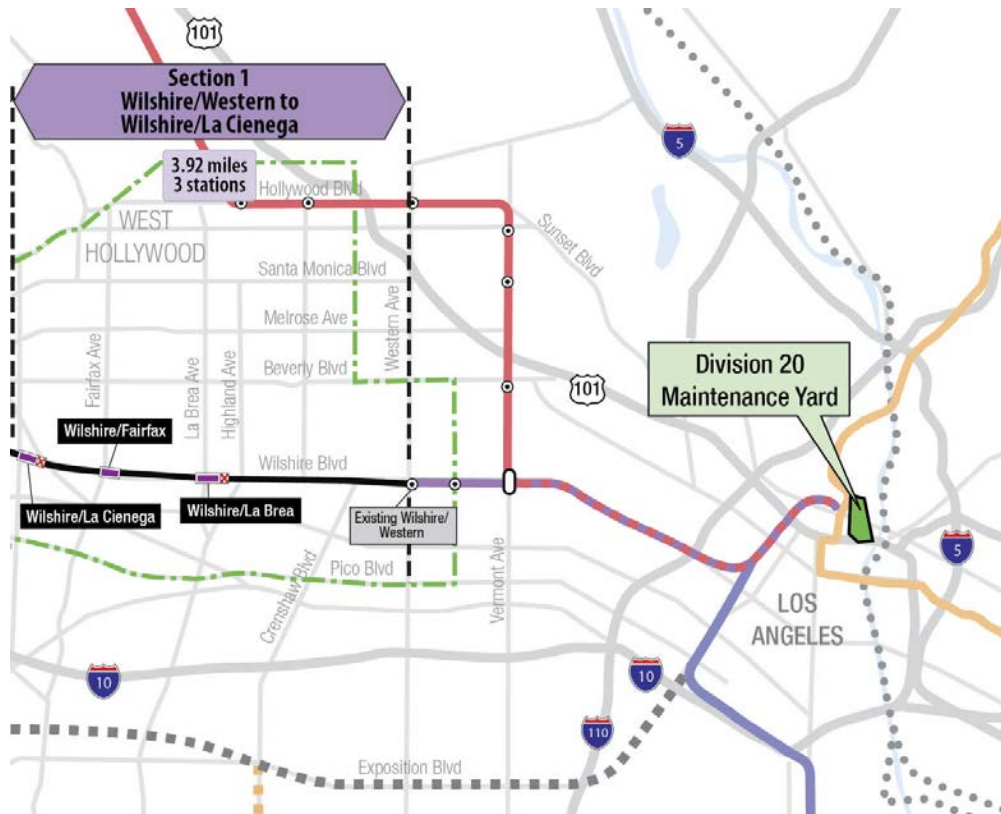 101
Section 1
Wilshire/Western to
Wilshire/La Cienega
3.92 miles
3 stations
Hollywood Blvd
WEST
HOLLYWOOD
Sunset Blvd
5
Santa Monica Blvd
Melrose Ave
Western Ave
Fairfax Ave
La Brea Ave
Highland Ave
Beverly Blvd
101
Division 20
Maintenance Yard
Wilshire/Fairfax
Wilshire Blvd
Wilshire/La Cienega
Wilshire/La Brea
Existing Wilshire/
Western
5
Pico Blvd
Crenshaw Blvd
Vermont Ave
LOS
ANGELES
10
10
110
Exposition Blvd